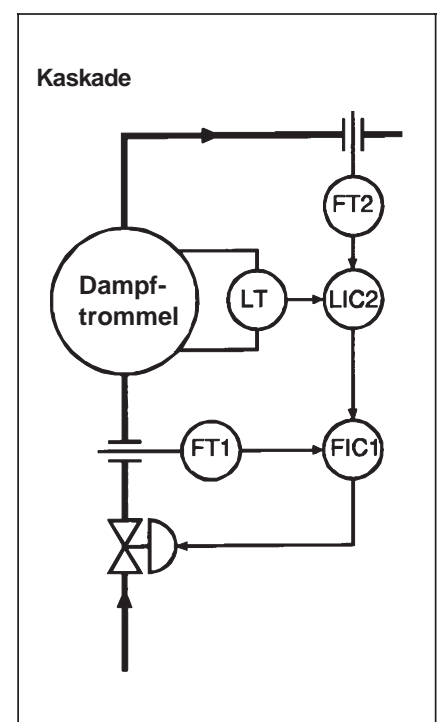 Kaskade
FT2
Dampf-
trommel
LT
LIC2
FT1
FIC1